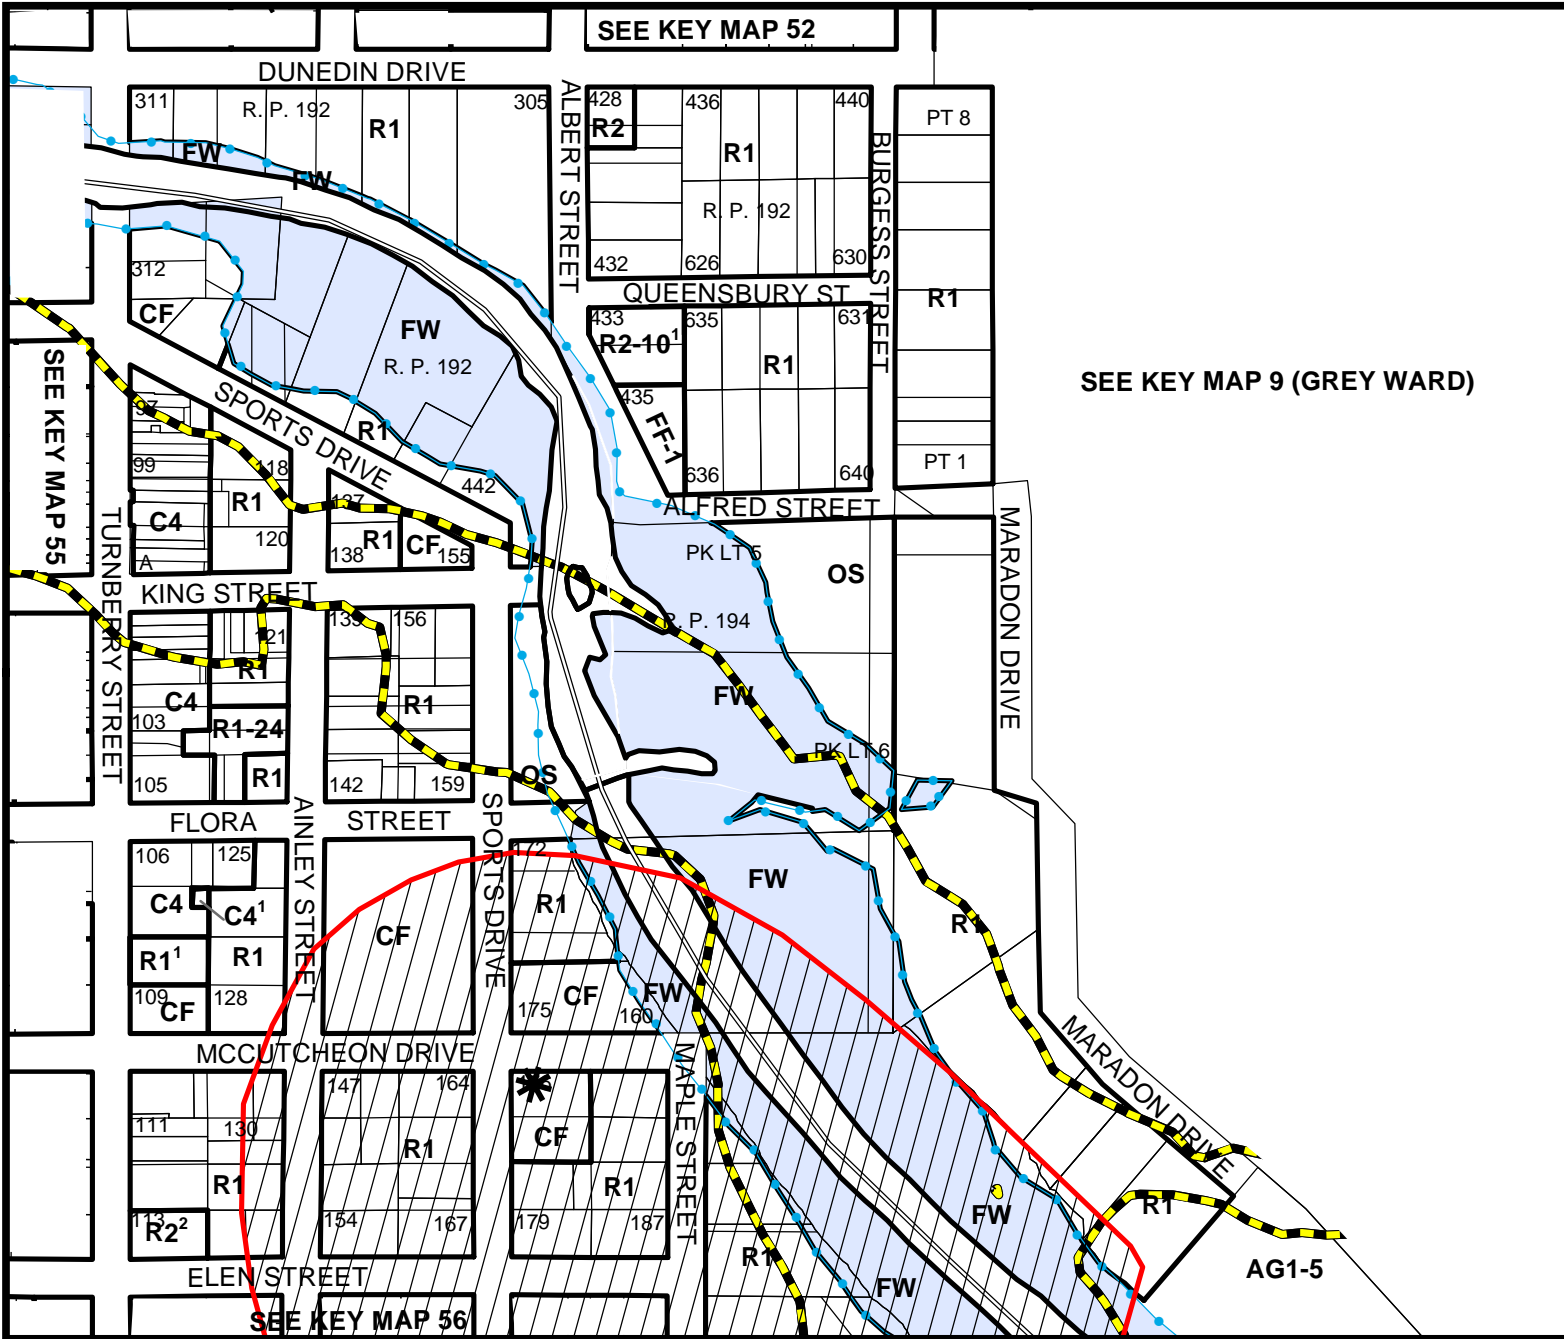 SEE KEY MAP 52
DUNEDIN DRIVE
311
R. P. 192
R1
305
ALBERT STREET
428
R2
436
440
R1
BURGESS STREET
PT 8
FW
FW
R. P. 192
312
432
626
630
CF
FW
R. P. 192
QUEENSBURY ST
R1
433
635
631
R2-10¹
R1
SEE KEY MAP 9 (GREY WARD)
SEE KEY MAP 55
97
SPORTS DRIVE
R1
435
FF-1
99
118
442
636
640
PT 1
R1
137
C4
ALFRED STREET
TURNBERRY STREET
120
138
R1
CF
155
PK LT 5
OS
MARADON DRIVE
A
KING STREET
121
139
156
R. P. 194
R1
C4
R1
FW
103
R1-24
PK LT 6
105
R1
142
159
OS
FLORA
STREET
AINLEY STREET
SPORTS DRIVE
106
125
172
FW
C4
C4¹
R1
R1
CF
R1¹
R1
109
CF
128
175
CF
FW
160
MCCUTCHEON DRIVE
MAPLE STREET
MARADON DRIVE
147
164
111
130
R1
CF
R1
R1
R1
113
R2²
154
167
179
187
FW
R1
AG1-5
ELEN STREET
FW
SEE KEY MAP 56